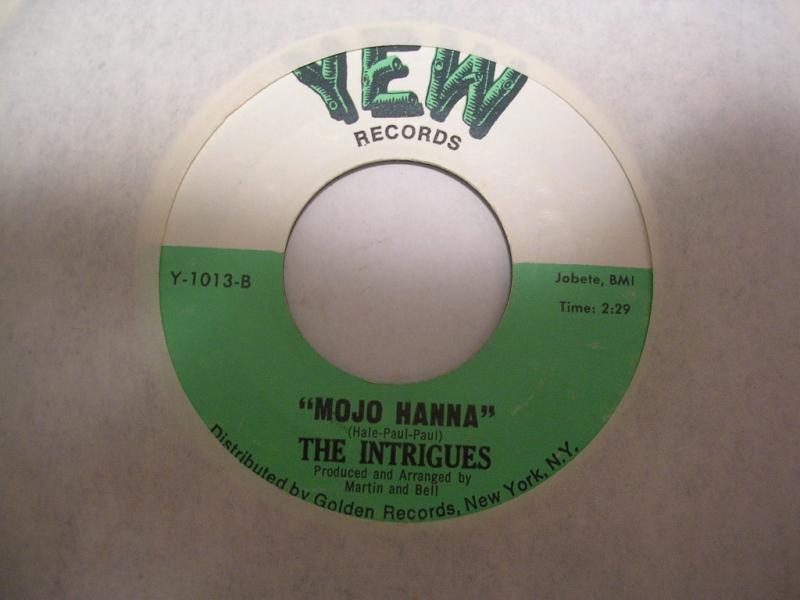 YEW
RECORDS
Y-1013-B
Jobete, BMI
Time: 2:29
"MOJO HANNA"
(Hale-Paul-Paul)
THE INTRIGUES
Produced and Arranged by
Martin and Bell
Distributed by Golden Records, New York, N.Y.